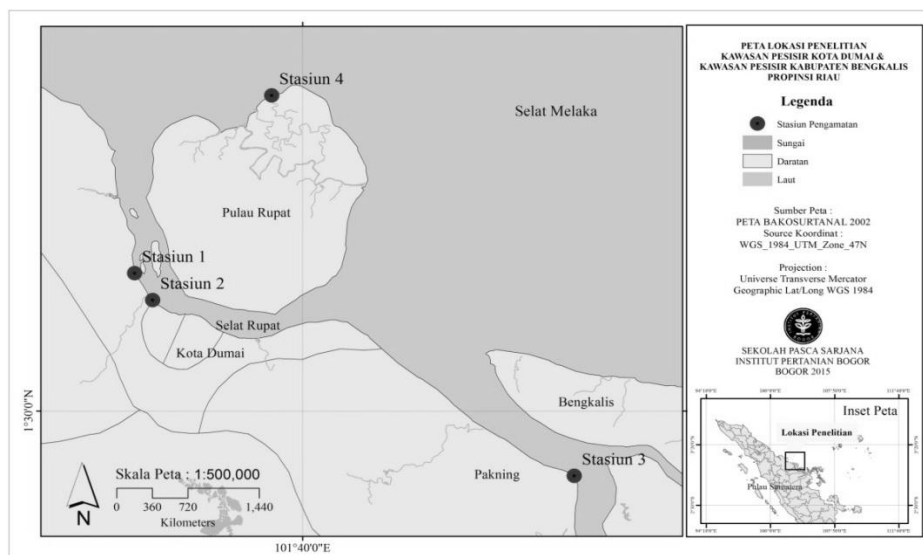 Stasiun 4
Selat Melaka
Pulau Rupat
Stasiun 1
Stasiun 2
Selat Rupat
Kota Dumai
Bengkalis
1°30'0"N
Stasiun 3
Pakning
Skala Peta : 1:500,000
0 360 720 1,440
Kilometers
N
101°40'0"E
PETA LOKASI PENELITIAN
KAWASAN PESISIR KOTA DUMAI &
KAWASAN PESISIR KABUPATEN BENGKALIS
PROPINSI RIAU
Legenda
Stasiun Pengamatan
Sungai
Daratan
Laut
Sumber Peta :
PETA BAKOSURTANAL 2002
Source Koordinat :
WGS_1984_UTM_Zone_47N
Projection :
Universe Transverse Mercator
Geographic Lat/Long WGS 1984
SEKOLAH PASCA SARJANA
INSTITUT PERTANIAN BOGOR
BOGOR 2015
Inset Peta
Lokasi Penelitian
Pulau